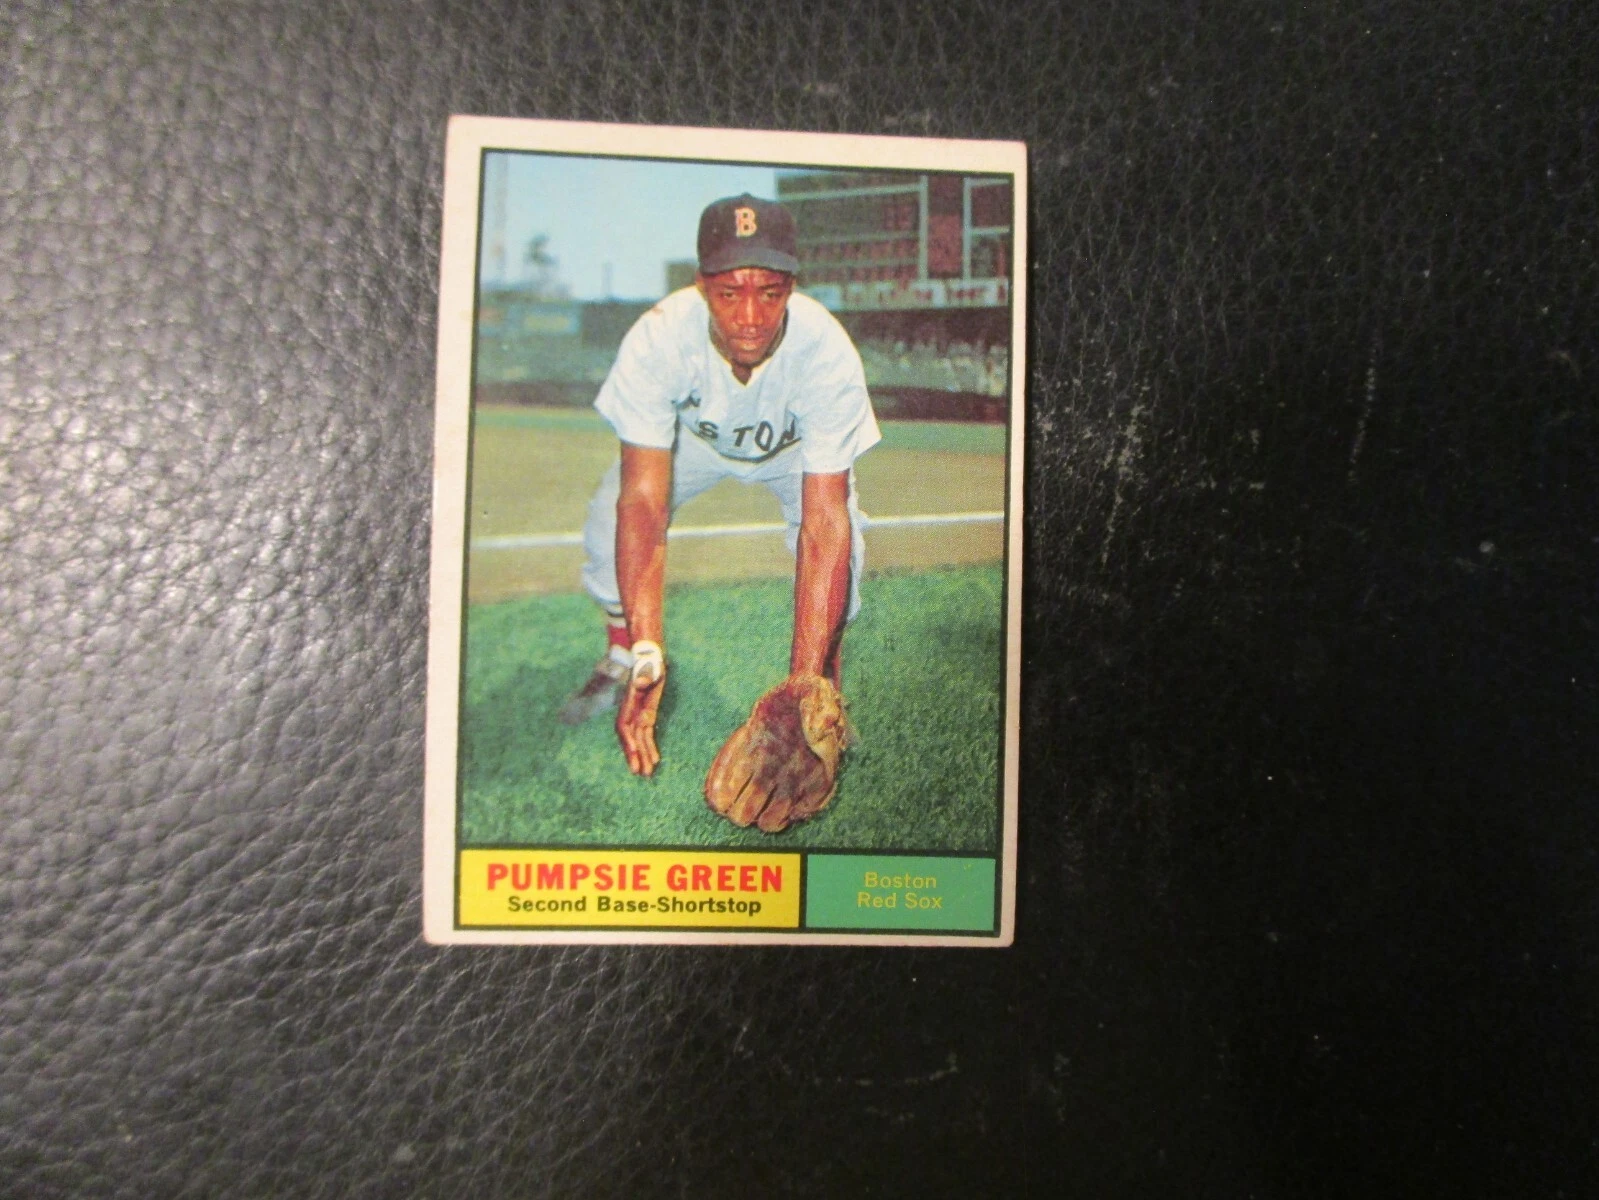 B
STON
PUMPSIE GREEN
Second Base-Shortstop
Boston
Red Sox